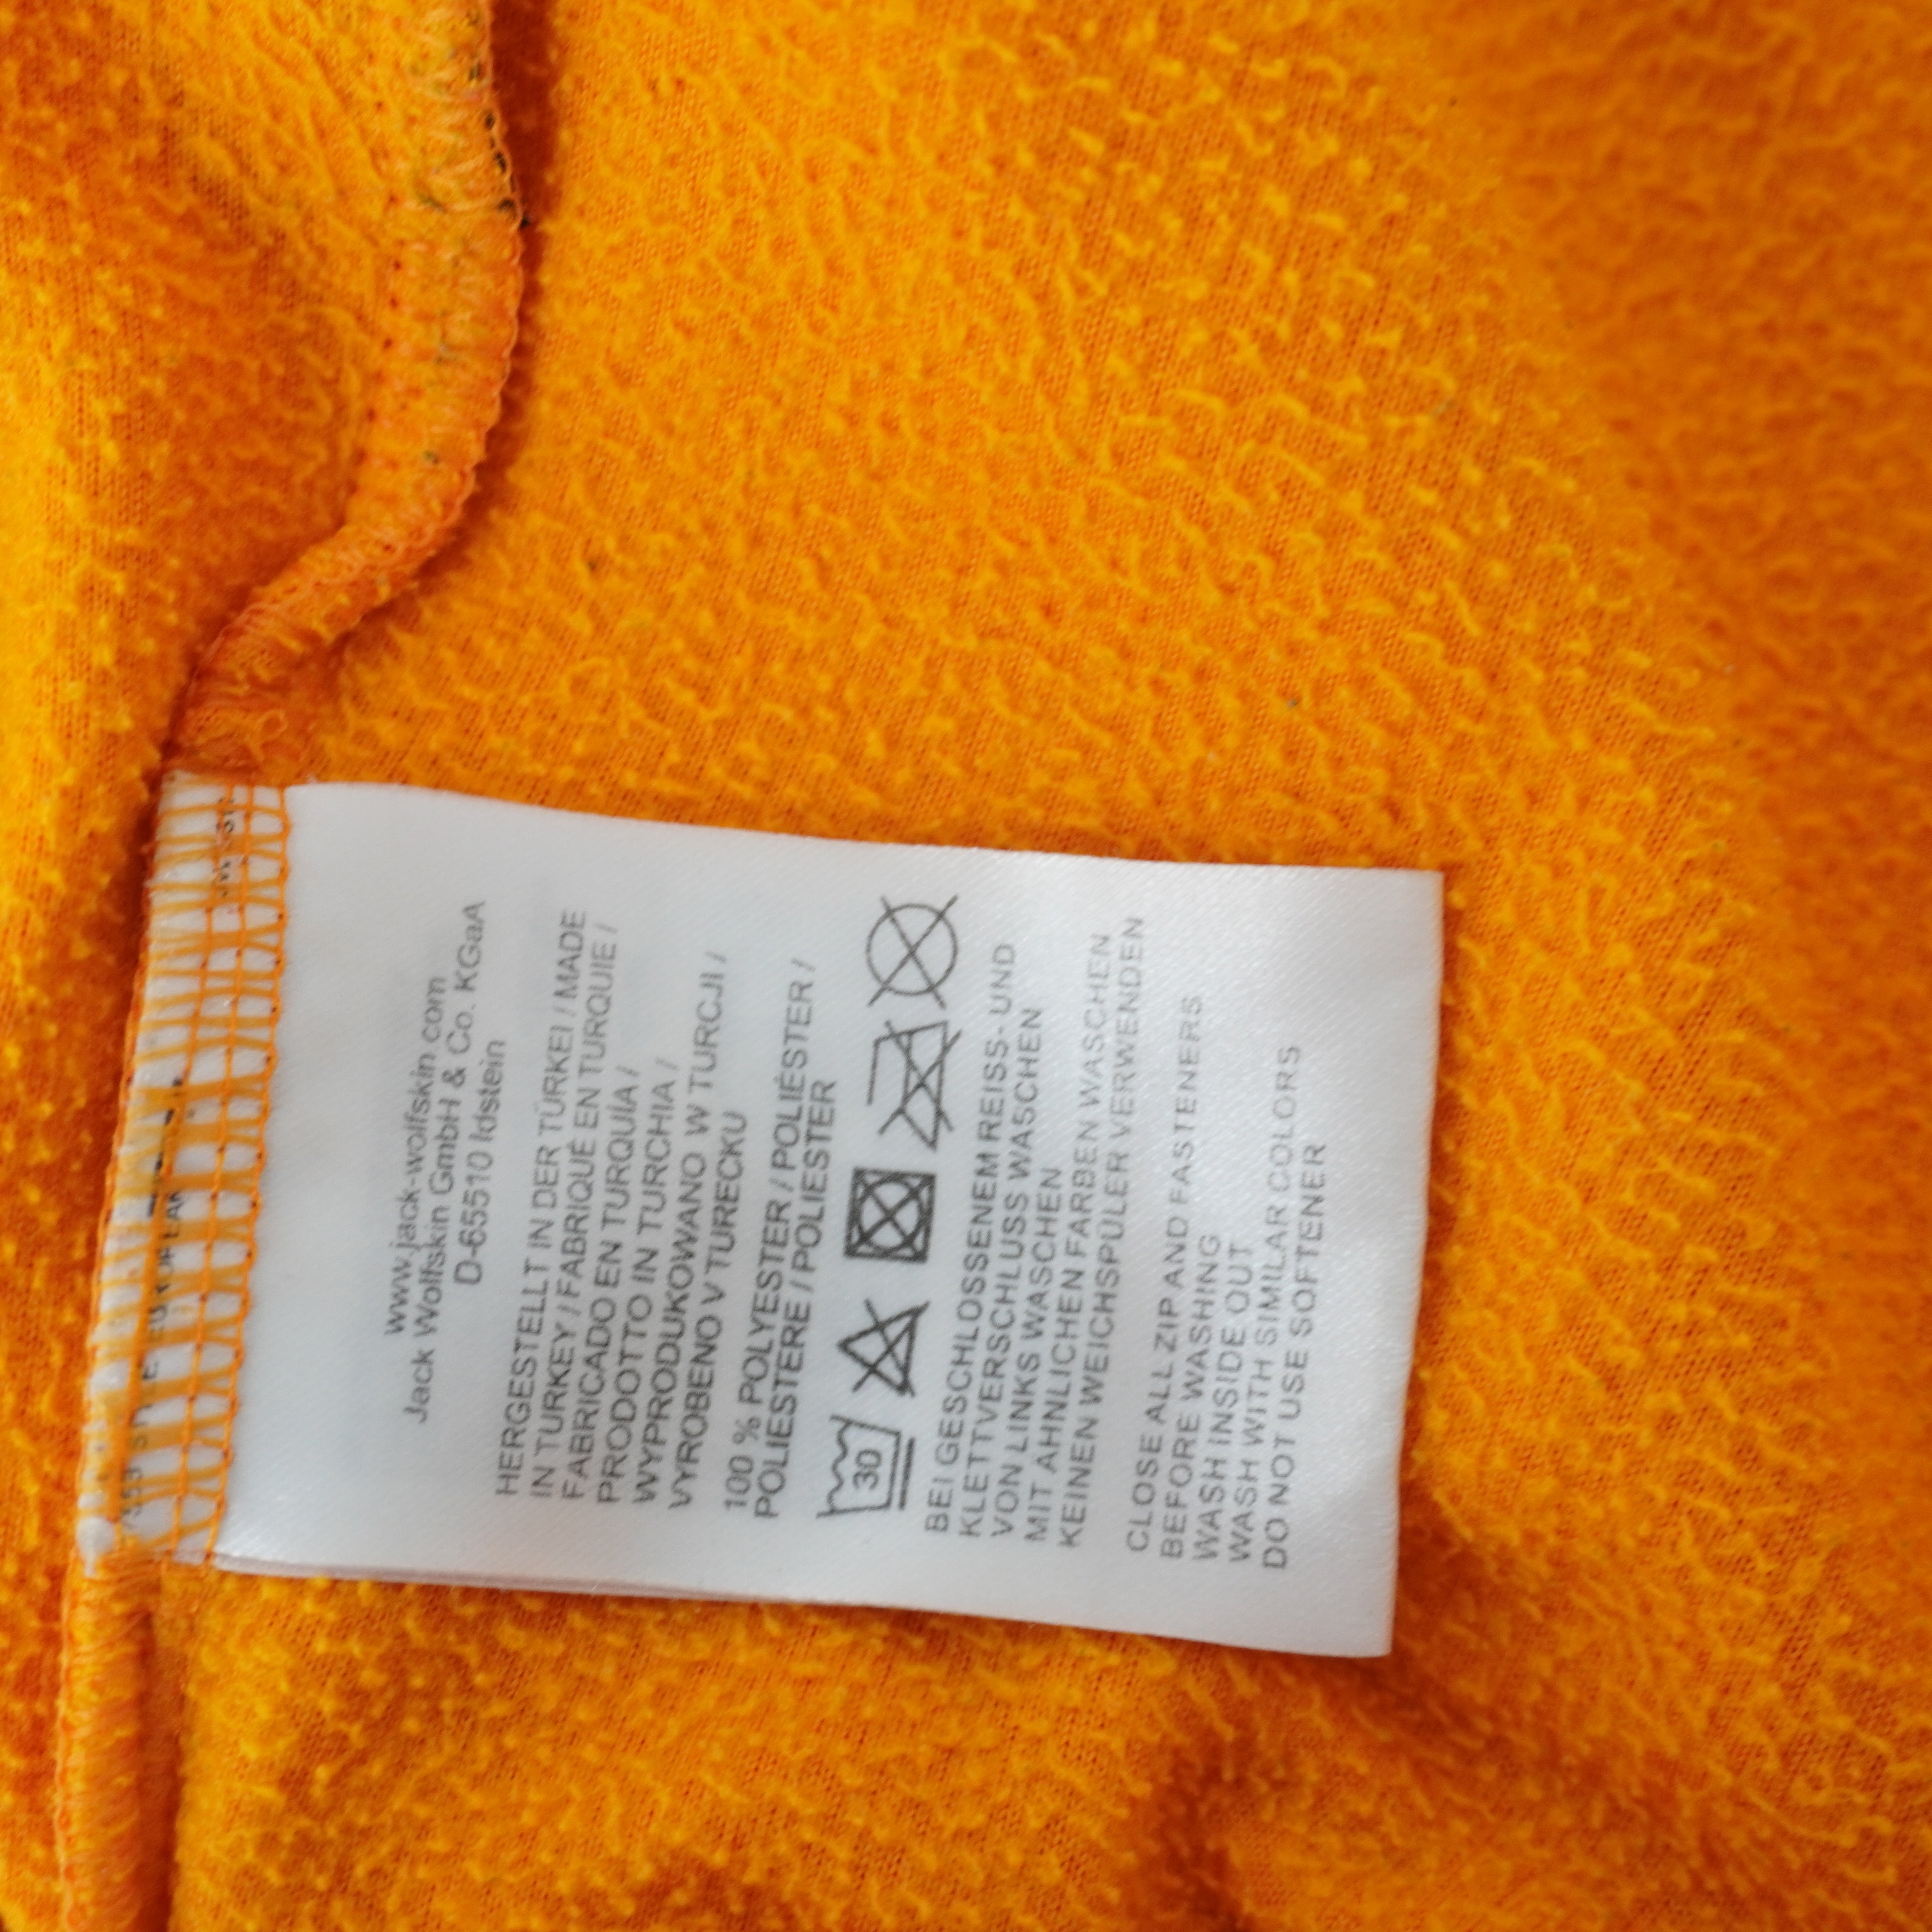 www.jack-wolfskin.com
Jack Wolfskin GmbH & Co. KGaA
D-65510 Idstein
HERGESTELLT IN DER TÜRKEI / MADE
IN TURKEY / FABRIQUÉ EN TURQUIE /
FABRICADO EN TURQUÍA /
PRODOTTO IN TURCHIA /
WYPRODUKOWANO W TURCJI /
VYROBENO V TURECKU
100 % POLYESTER / POLIÉSTER /
POLIESTERE / POLIESTER
30
BEI GESCHLOSSENEM REISS- UND
KLETTVERSCHLUSS WASCHEN
VON LINKS WASCHEN
MIT ÄHNLICHEN FARBEN WASCHEN
KEINEN WEICHSPÜLER VERWENDEN
CLOSE ALL ZIP AND FASTENERS
BEFORE WASHING
WASH INSIDE OUT
WASH WITH SIMILAR COLORS
DO NOT USE SOFTENER